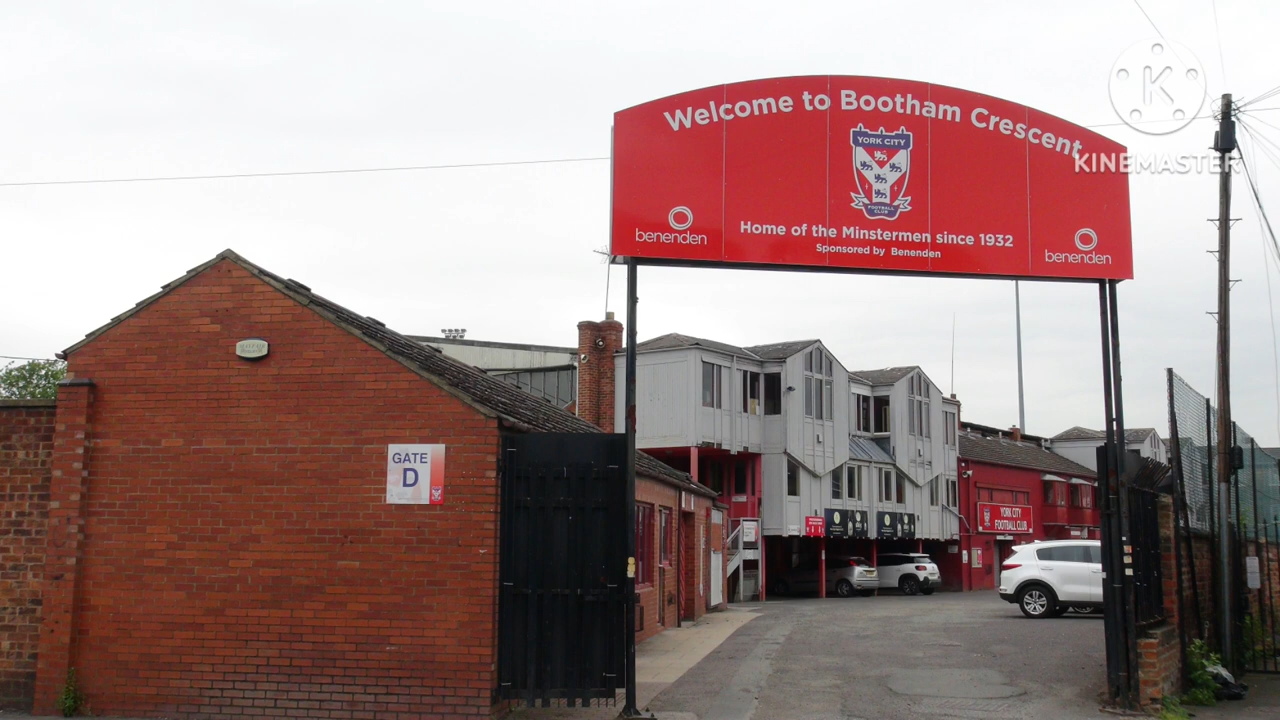 Welcome to Bootham Crescent
YORK CITY
FOOTBALL
CLUB
benenden
Home of the Minstermen since 1932
Sponsored by Benenden
benenden
KINEMASTER
GATE
D
YORK CITY
FOOTBALL CLUB